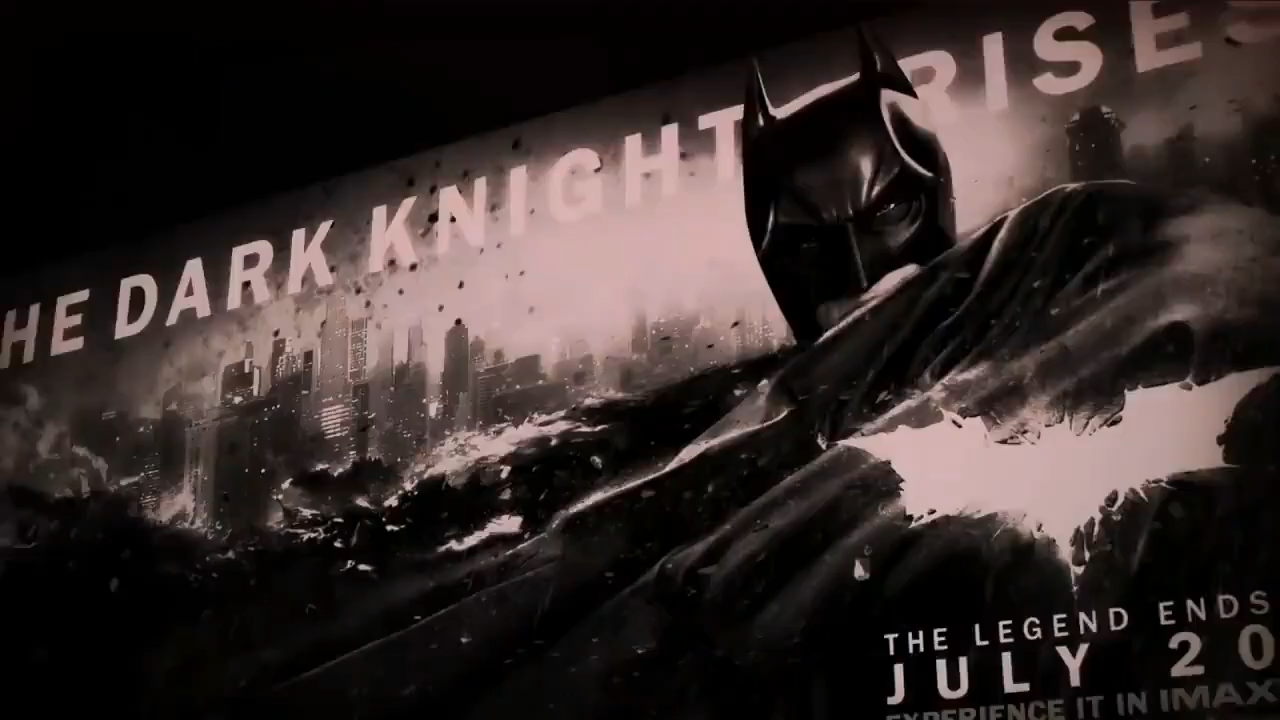 HE DARK KNIGHT RISES
THE LEGEND ENDS
JULY 20
EXPERIENCE IT IN IMAX